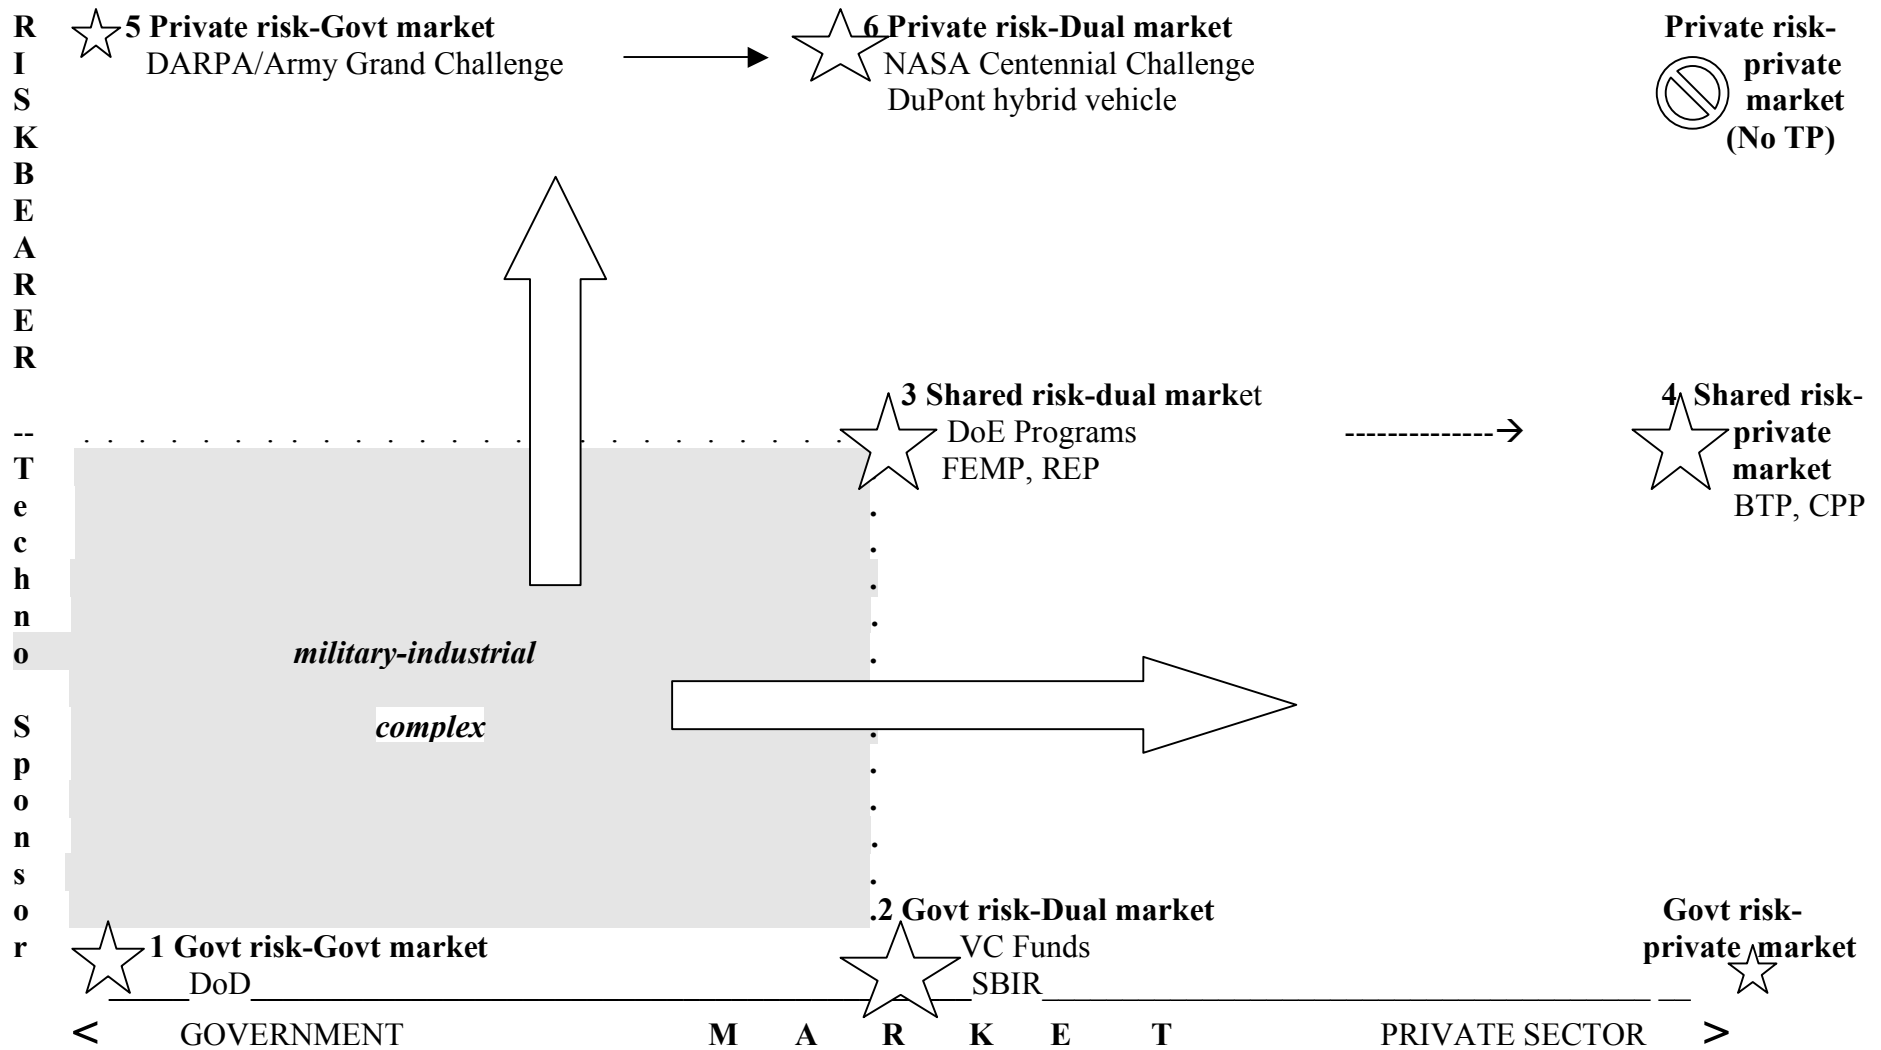 RISKBEARER -- Techno Sponsor
5 Private risk-Govt market
DARPA/Army Grand Challenge
6 Private risk-Dual market
NASA Centennial Challenge
DuPont hybrid vehicle
Private risk-
private
market
(No TP)
3 Shared risk-dual market
DoE Programs
FEMP, REP
4 Shared risk-
private
market
BTP, CPP
military-industrial
complex
1 Govt risk-Govt market
DoD
.2 Govt risk-Dual market
VC Funds
SBIR
Govt risk-
private market
< GOVERNMENT M A R K E T PRIVATE SECTOR >